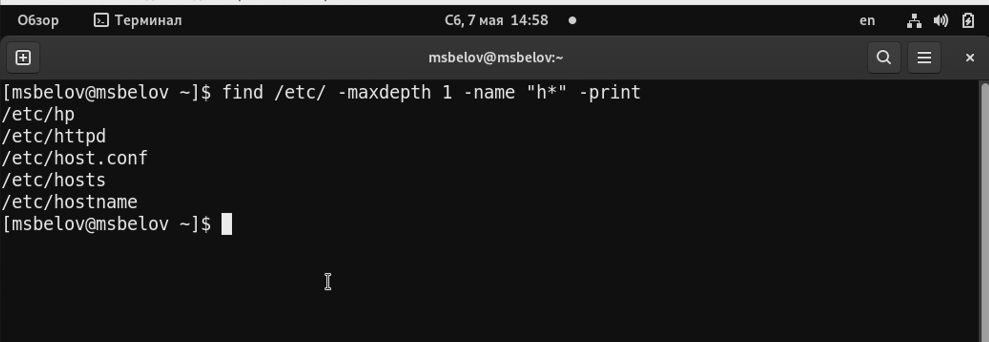 Обзор Терминал Сб, 7 мая 14:58 en
msbelov@msbelov:~
[msbelov@msbelov ~]$ find /etc/ -maxdepth 1 -name "h*" -print
/etc/hp
/etc/httpd
/etc/host.conf
/etc/hosts
/etc/hostname
[msbelov@msbelov ~]$